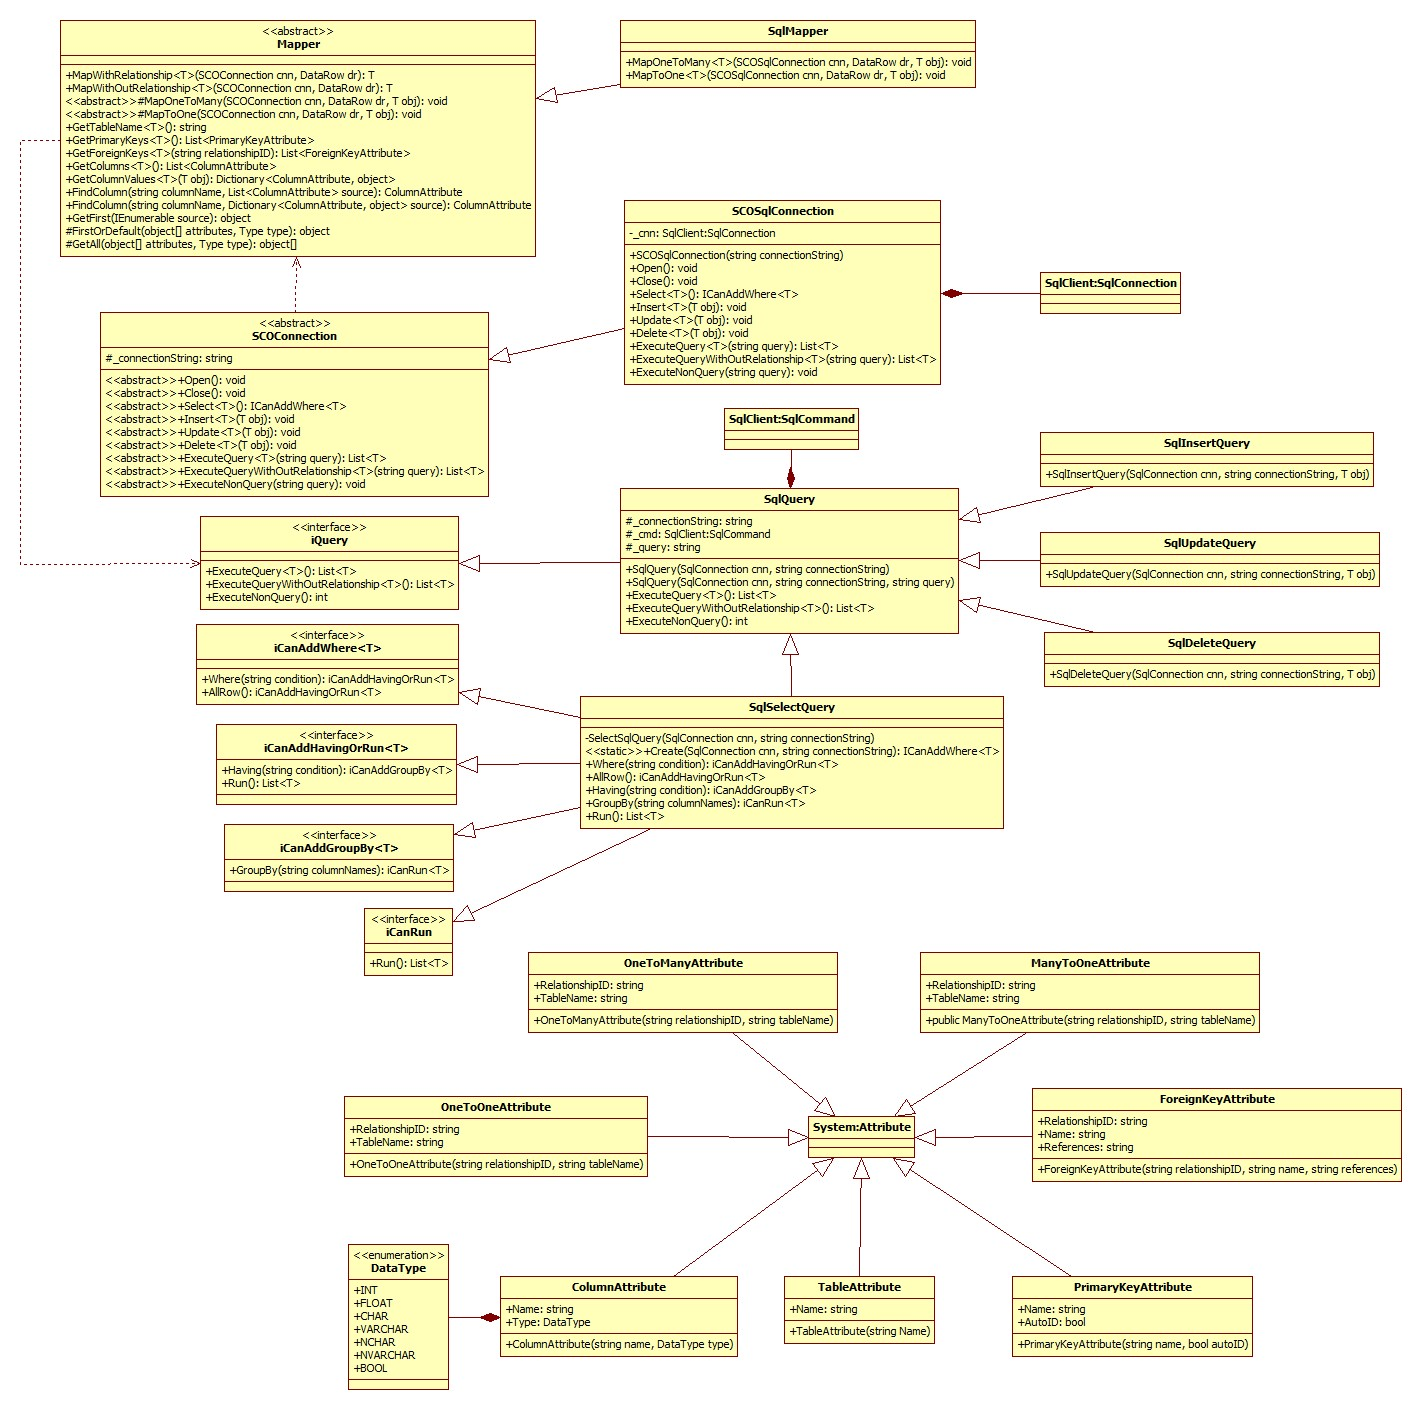 <<abstract>>
Mapper
+MapWithRelationship<T>(SCOConnection cnn, DataRow dr): T
+MapWithOutRelationship<T>(SCOConnection cnn, DataRow dr): T
<<abstract>>#MapOneToMany(SCOConnection cnn, DataRow dr, T obj): void
<<abstract>>#MapToOne(SCOConnection cnn, DataRow dr, T obj): void
+GetTableName<T>(): string
+GetPrimaryKeys<T>(): List<PrimaryKeyAttribute>
+GetForeignKeys<T>(string relationshipID): List<ForeignKeyAttribute>
+GetColumns<T>(): List<ColumnAttribute>
+GetColumnValues<T>(T obj): Dictionary<ColumnAttribute, object>
+FindColumn(string columnName, List<ColumnAttribute> source): ColumnAttribute
+FindColumn(string columnName, Dictionary<ColumnAttribute, object> source): ColumnAttribute
+GetFirst(IEnumerable source): object
#FirstOrDefault(object[] attributes, Type type): object
#GetAll(object[] attributes, Type type): object[]
SqlMapper
+MapOneToMany<T>(SCOSqlConnection cnn, DataRow dr, T obj): void
+MapToOne<T>(SCOSqlConnection cnn, DataRow dr, T obj): void
SCOSqlConnection
-_cnn: SqlClient:SqlConnection
+SCOSqlConnection(string connectionString)
+Open(): void
+Close(): void
+Select<T>(): ICanAddWhere<T>
+Insert<T>(T obj): void
+Update<T>(T obj): void
+Delete<T>(T obj): void
+ExecuteQuery<T>(string query): List<T>
+ExecuteQueryWithOutRelationship<T>(string query): List<T>
+ExecuteNonQuery(string query): void
SqlClient:SqlConnection
<<abstract>>
SCOConnection
#_connectionString: string
<<abstract>>+Open(): void
<<abstract>>+Close(): void
<<abstract>>+Select<T>(): ICanAddWhere<T>
<<abstract>>+Insert<T>(T obj): void
<<abstract>>+Update<T>(T obj): void
<<abstract>>+Delete<T>(T obj): void
<<abstract>>+ExecuteQuery<T>(string query): List<T>
<<abstract>>+ExecuteQueryWithOutRelationship<T>(string query): List<T>
<<abstract>>+ExecuteNonQuery(string query): void
SqlClient:SqlCommand
SqlInsertQuery
+SqlInsertQuery(SqlConnection cnn, string connectionString, T obj)
<<interface>>
iQuery
+ExecuteQuery<T>(): List<T>
+ExecuteQueryWithOutRelationship<T>(): List<T>
+ExecuteNonQuery(): int
SqlQuery
#_connectionString: string
#_cmd: SqlClient:SqlCommand
#_query: string
+SqlQuery(SqlConnection cnn, string connectionString)
+SqlQuery(SqlConnection cnn, string connectionString, string query)
+ExecuteQuery<T>(): List<T>
+ExecuteQueryWithOutRelationship<T>(): List<T>
+ExecuteNonQuery(): int
SqlUpdateQuery
+SqlUpdateQuery(SqlConnection cnn, string connectionString, T obj)
SqlDeleteQuery
+SqlDeleteQuery(SqlConnection cnn, string connectionString, T obj)
<<interface>>
iCanAddWhere<T>
+Where(string condition): iCanAddHavingOrRun<T>
+AllRow(): iCanAddHavingOrRun<T>
<<interface>>
iCanAddHavingOrRun<T>
+Having(string condition): iCanAddGroupBy<T>
+Run(): List<T>
SqlSelectQuery
-SelectSqlQuery(SqlConnection cnn, string connectionString)
<<static>>+Create(SqlConnection cnn, string connectionString): ICanAddWhere<T>
+Where(string condition): iCanAddHavingOrRun<T>
+AllRow(): iCanAddHavingOrRun<T>
+Having(string condition): iCanAddGroupBy<T>
+GroupBy(string columnNames): iCanRun<T>
+Run(): List<T>
<<interface>>
iCanAddGroupBy<T>
+GroupBy(string columnNames): iCanRun<T>
<<interface>>
iCanRun
+Run(): List<T>
OneToManyAttribute
+RelationshipID: string
+TableName: string
+OneToManyAttribute(string relationshipID, string tableName)
ManyToOneAttribute
+RelationshipID: string
+TableName: string
+public ManyToOneAttribute(string relationshipID, string tableName)
OneToOneAttribute
+RelationshipID: string
+TableName: string
+OneToOneAttribute(string relationshipID, string tableName)
System:Attribute
ForeignKeyAttribute
+RelationshipID: string
+Name: string
+References: string
+ForeignKeyAttribute(string relationshipID, string name, string references)
<<enumeration>>
DataType
+INT
+FLOAT
+CHAR
+VARCHAR
+NCHAR
+NVARCHAR
+BOOL
ColumnAttribute
+Name: string
+Type: DataType
+ColumnAttribute(string name, DataType type)
TableAttribute
+Name: string
+TableAttribute(string Name)
PrimaryKeyAttribute
+Name: string
+AutoID: bool
+PrimaryKeyAttribute(string name, bool autoID)